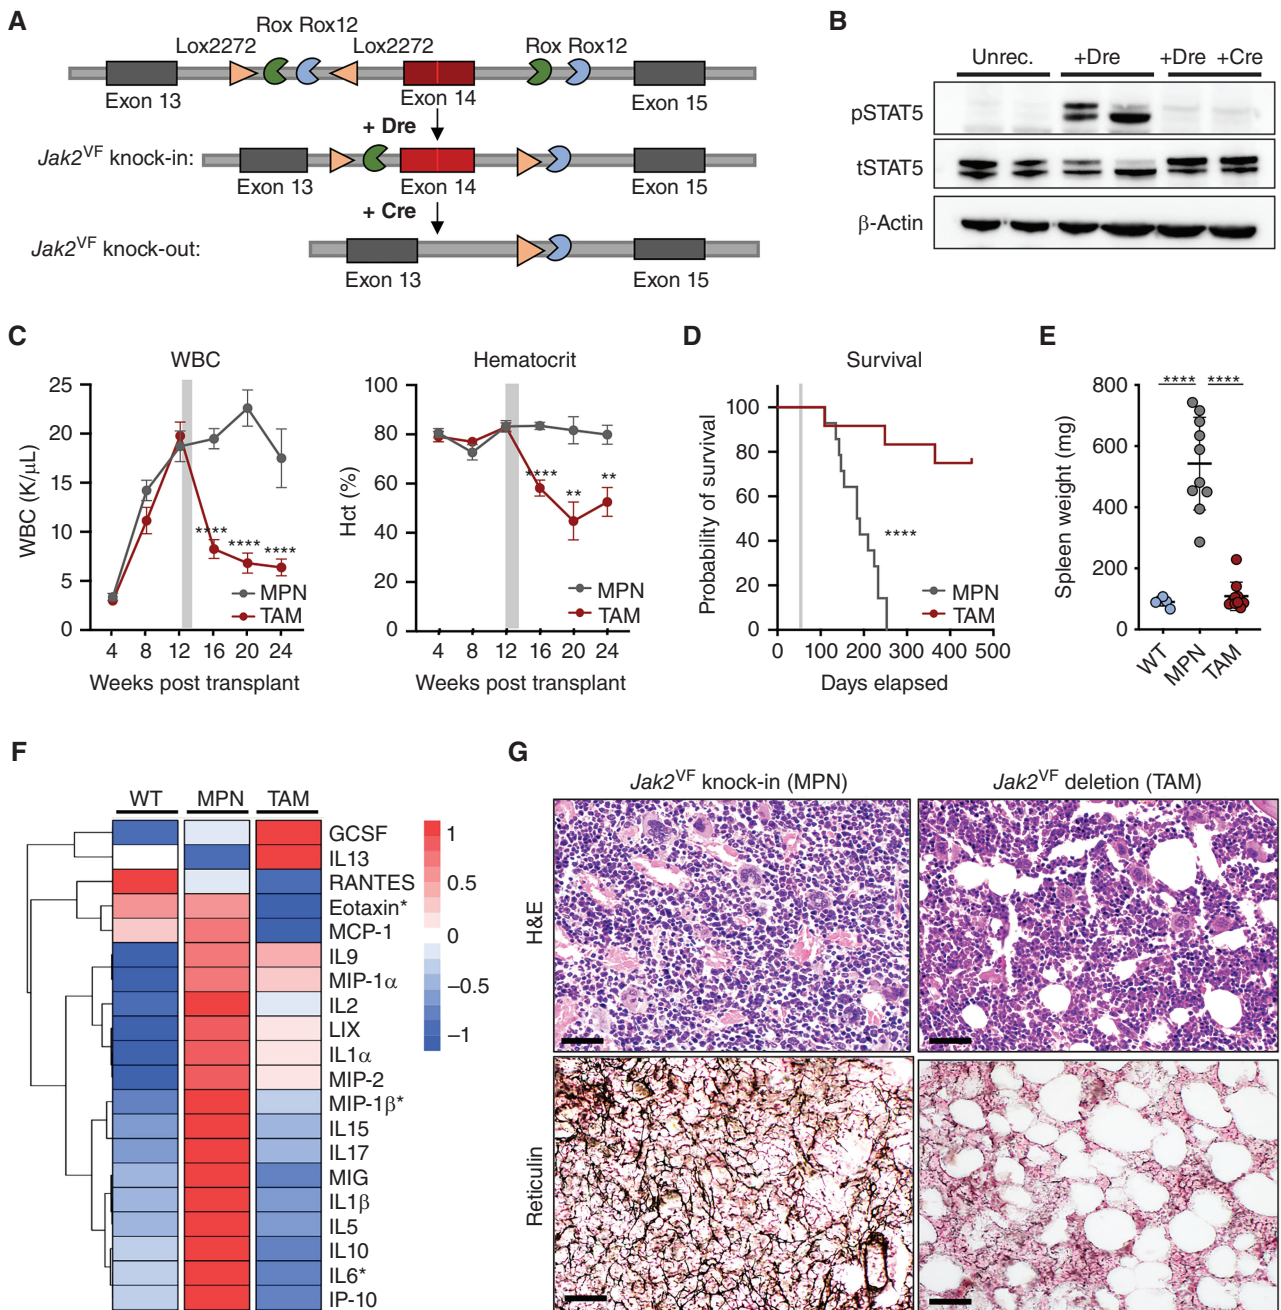 A
Rox Rox12
Lox2272 Lox2272 Rox Rox12
Exon 13 Exon 14 Exon 15
+ Dre
Jak2VF knock-in:
Exon 13 Exon 14 Exon 15
+ Cre
Jak2VF knock-out:
Exon 13 Exon 15
B
Unrec. +Dre +Dre +Cre
pSTAT5
tSTAT5
β-Actin
C
WBC
WBC (K/μL)
25
20
15
10
5
0
**** **** ****
MPN
TAM
4 8 12 16 20 24
Weeks post transplant
Hematocrit
Hct (%)
100
80
60
40
20
0
**** ** **
MPN
TAM
4 8 12 16 20 24
Weeks post transplant
D
Survival
Probability of survival
100
80
60
40
20
0
****
MPN
TAM
0 100 200 300 400 500
Days elapsed
E
Spleen weight (mg)
800
600
400
200
0
**** ****
WT MPN TAM
F
WT MPN TAM
GCSF
IL13
RANTES
Eotaxin*
MCP-1
IL9
MIP-1α
IL2
LIX
IL1α
MIP-2
MIP-1β*
IL15
IL17
MIG
IL1β
IL5
IL10
IL6*
IP-10
1
0.5
0
−0.5
−1
G
Jak2VF knock-in (MPN) Jak2VF deletion (TAM)
H&E
Reticulin